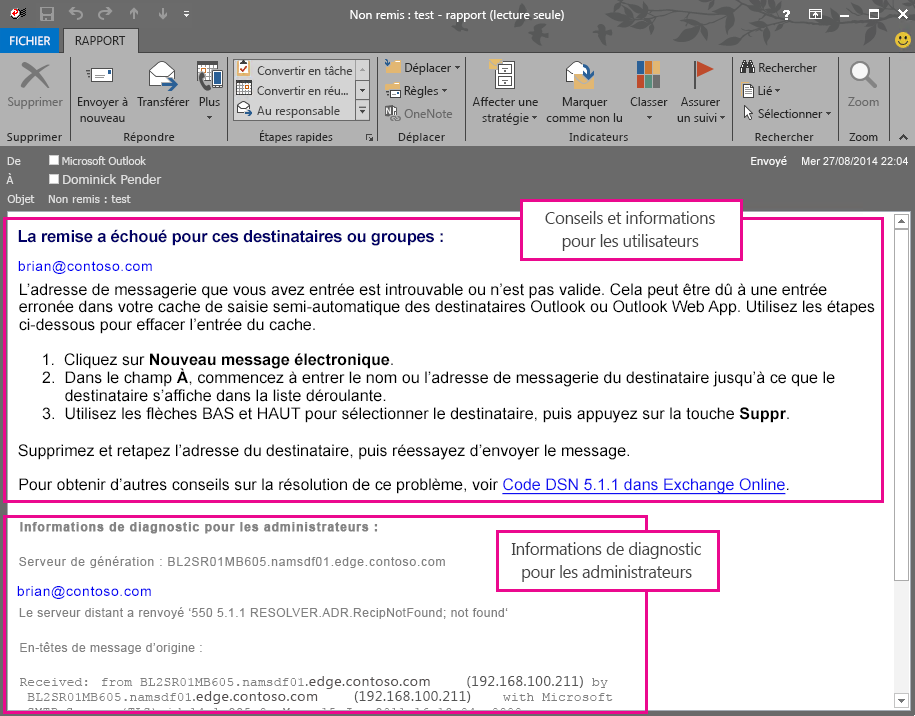 Non remis : test - rapport (lecture seule)
?
FICHIER
RAPPORT
Supprimer
Supprimer
Envoyer à
nouveau
Transférer
Plus
Répondre
Convertir en tâche
Convertir en réu...
Au responsable
Étapes rapides
Déplacer
Règles
OneNote
Déplacer
Affecter une
stratégie
Marquer
comme non lu
Classer
Assurer
un suivi
Indicateurs
Rechercher
Lié
Sélectionner
Rechercher
Zoom
Zoom
De Microsoft Outlook
Envoyé Mer 27/08/2014 22:04
À Dominick Pender
Objet Non remis : test
Conseils et informations
pour les utilisateurs
La remise a échoué pour ces destinataires ou groupes :
brian@contoso.com
L’adresse de messagerie que vous avez entrée est introuvable ou n’est pas valide. Cela peut être dû à une entrée
erronée dans votre cache de saisie semi-automatique des destinataires Outlook ou Outlook Web App. Utilisez les étapes
ci-dessous pour effacer l’entrée du cache.
1. Cliquez sur Nouveau message électronique.
2. Dans le champ À, commencez à entrer le nom ou l’adresse de messagerie du destinataire jusqu’à ce que le
destinataire s’affiche dans la liste déroulante.
3. Utilisez les flèches BAS et HAUT pour sélectionner le destinataire, puis appuyez sur la touche Suppr.
Supprimez et retapez l’adresse du destinataire, puis réessayez d’envoyer le message.
Pour obtenir d’autres conseils sur la résolution de ce problème, voir Code DSN 5.1.1 dans Exchange Online.
Informations de diagnostic pour les administrateurs :
Informations de diagnostic
pour les administrateurs
Serveur de génération : BL2SR01MB605.namsdf01.edge.contoso.com
brian@contoso.com
Le serveur distant a renvoyé '550 5.1.1 RESOLVER.ADR.RecipNotFound; not found'
En-têtes de message d’origine :
Received: from BL2SR01MB605.namsdf01.edge.contoso.com (192.168.100.211) by
BL2SR01MB605.namsdf01.edge.contoso.com (192.168.100.211) with Microsoft